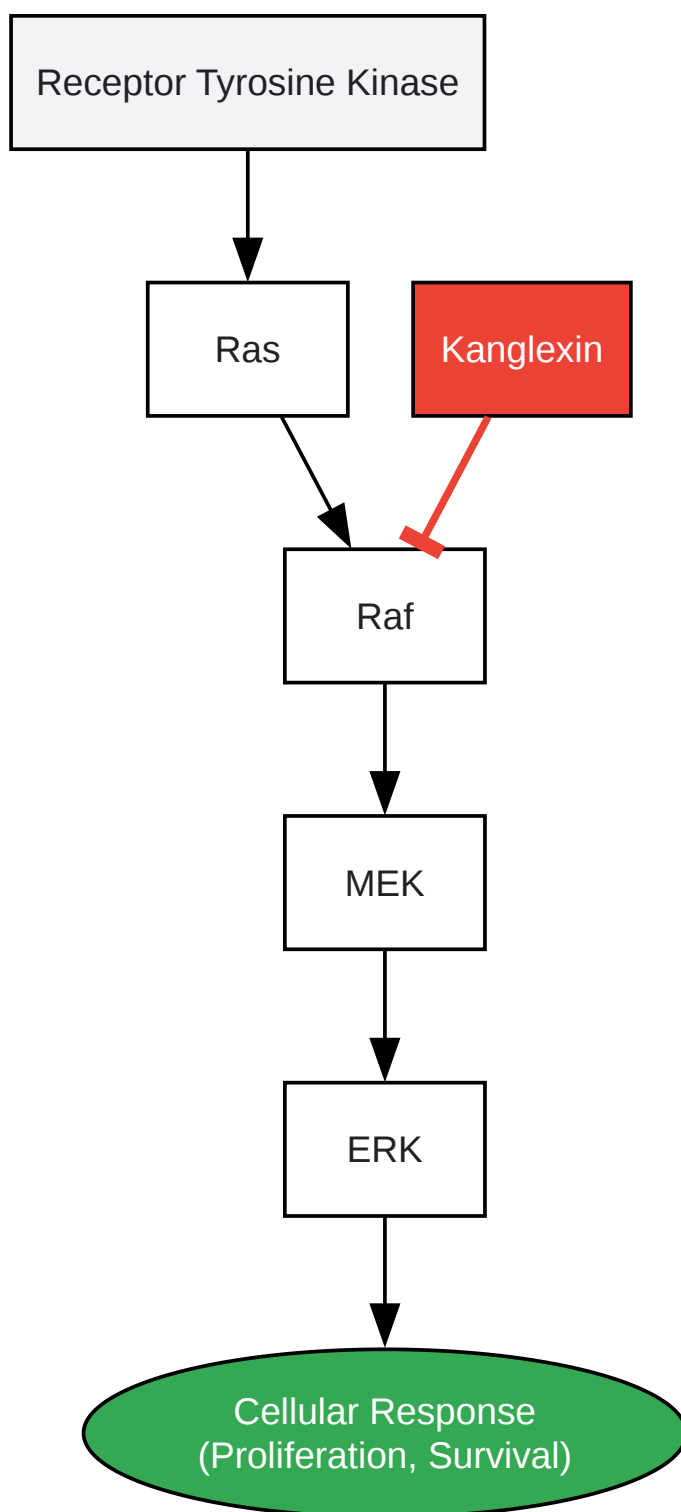 Receptor Tyrosine Kinase
Ras
Kanglexin
Raf
MEK
ERK
Cellular Response
(Proliferation, Survival)